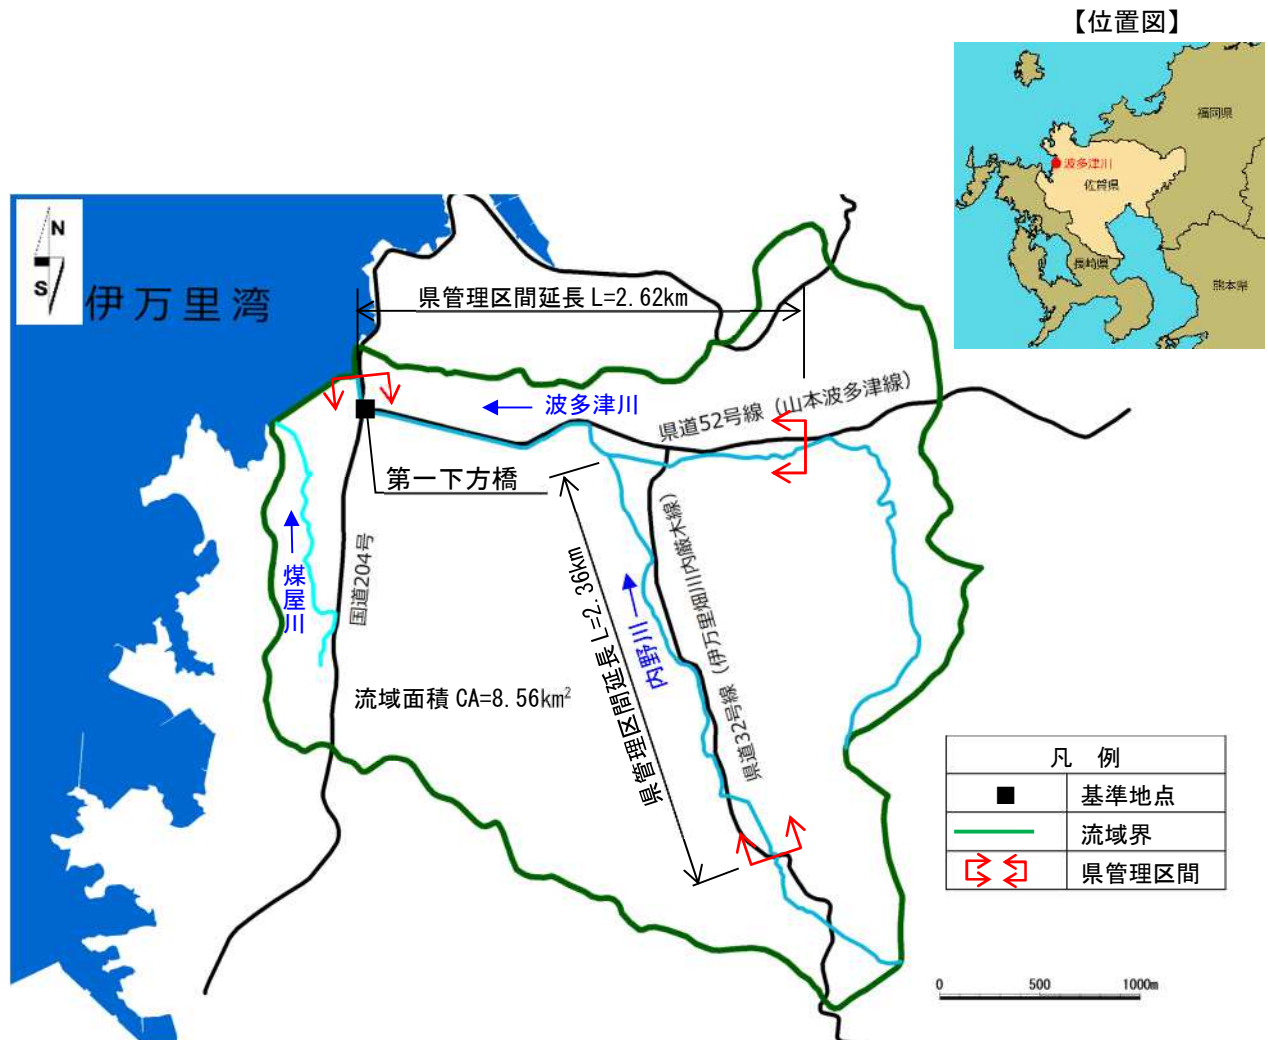 【位置図】
福岡県
波多津川
佐賀県
長崎県
熊本県
N
S
伊万里湾
県管理区間延長 L=2.62km
波多津川
県道52号線（山本波多津線）
第一下方橋
国道204号
煤屋川
内野川
県管理区間延長 L=2.36km
県道32号線（伊万里畑川内厳木線）
流域面積 CA=8.56km²
凡 例
基準地点
流域界
県管理区間
0 500 1000m